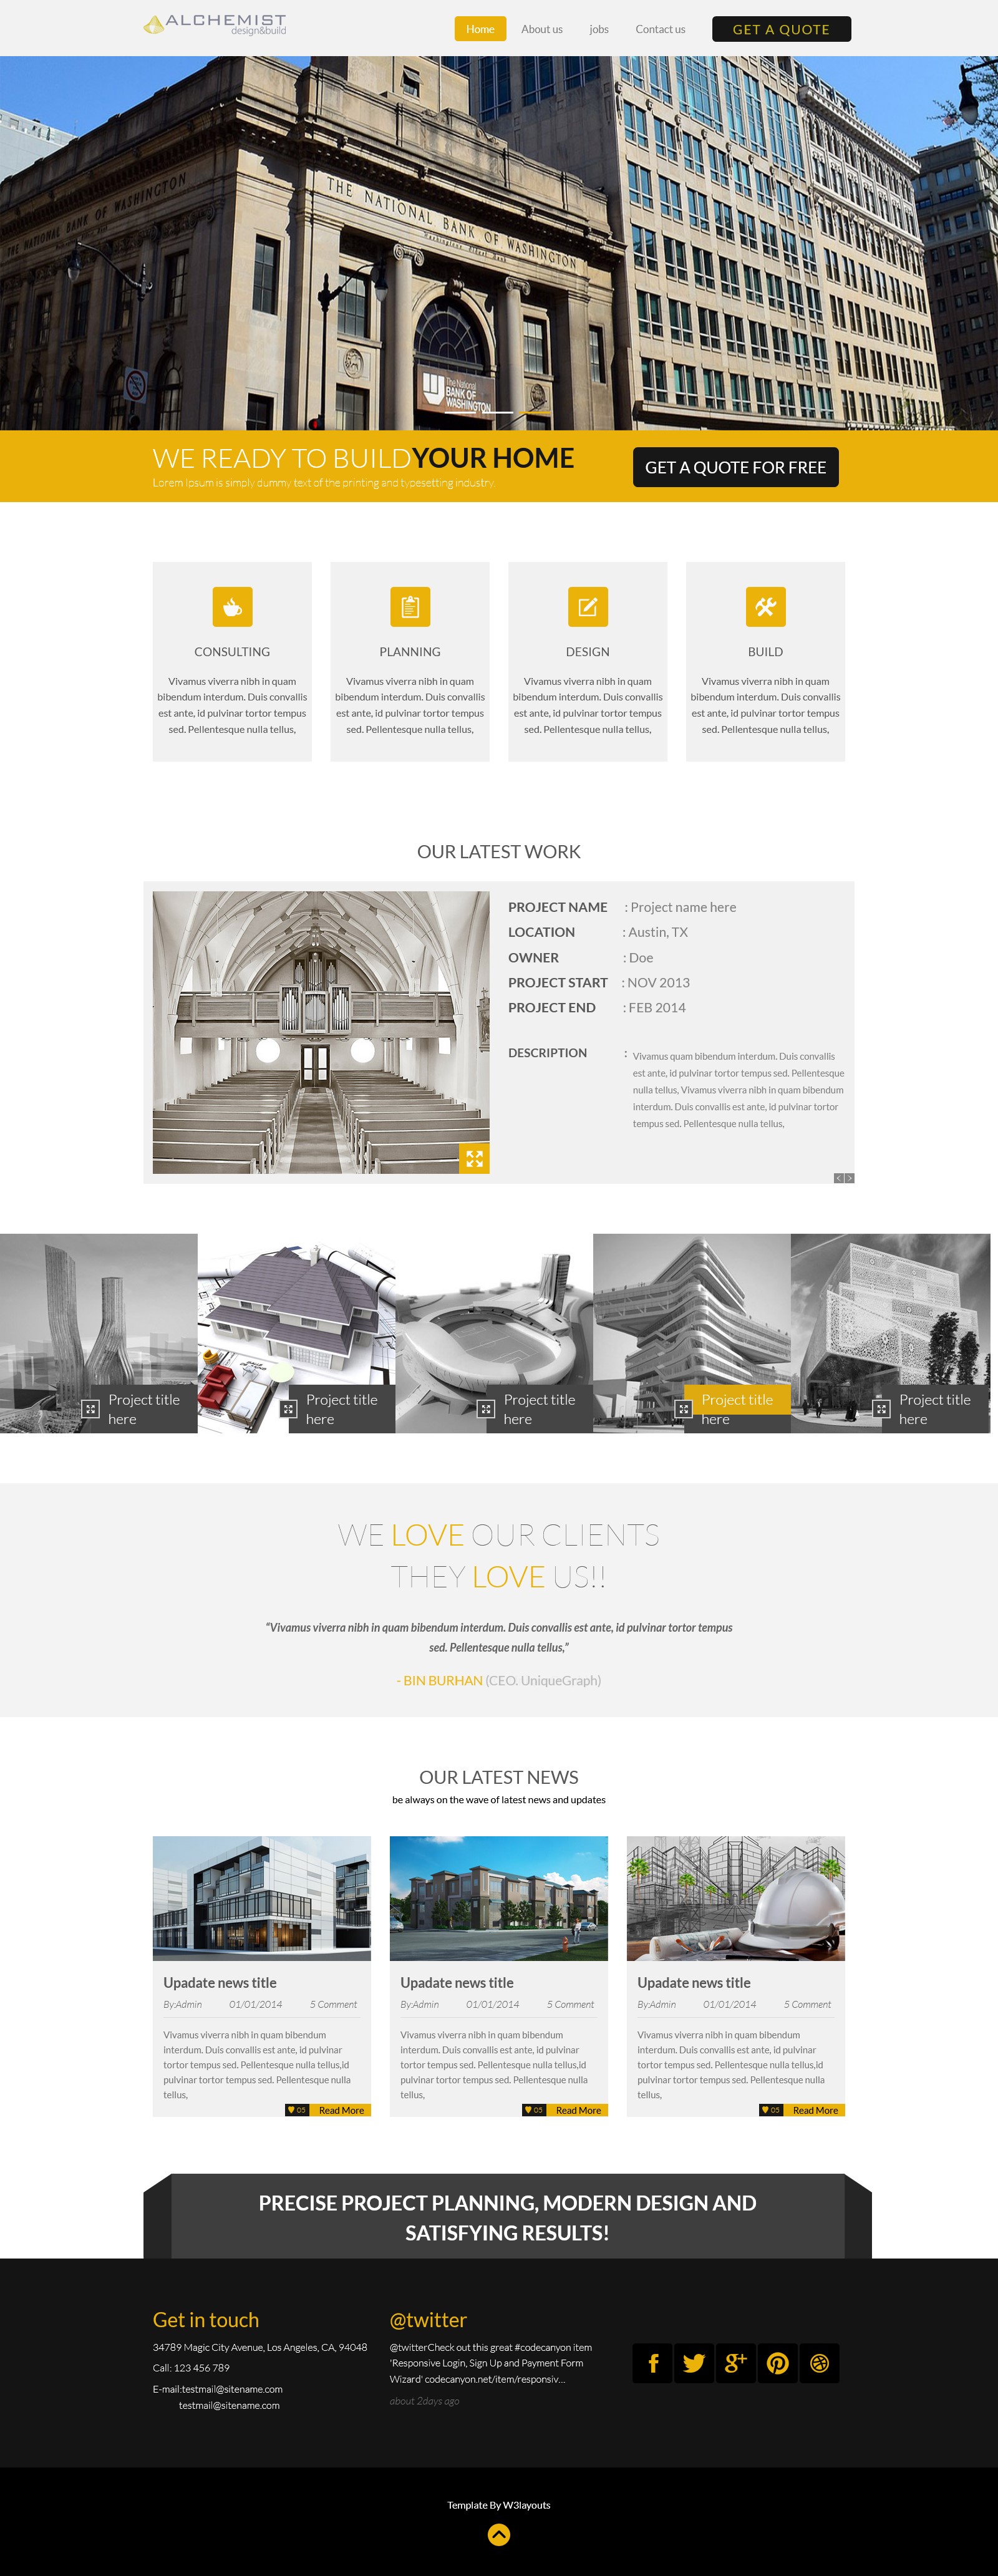 ALCHEMIST
design&build
Home About us jobs Contact us GET A QUOTE
THE NATIONAL BANK OF WASHINGTON
THE NATIONAL BANK OF WASHINGTON
Washington
The National
BANK OF
WASHINGTON
WE READY TO BUILDYOUR HOME
Lorem Ipsum is simply dummy text of the printing and typesetting industry.
GET A QUOTE FOR FREE
CONSULTING
Vivamus viverra nibh in quam
bibendum interdum. Duis convallis
est ante, id pulvinar tortor tempus
sed. Pellentesque nulla tellus,
PLANNING
Vivamus viverra nibh in quam
bibendum interdum. Duis convallis
est ante, id pulvinar tortor tempus
sed. Pellentesque nulla tellus,
DESIGN
Vivamus viverra nibh in quam
bibendum interdum. Duis convallis
est ante, id pulvinar tortor tempus
sed. Pellentesque nulla tellus,
BUILD
Vivamus viverra nibh in quam
bibendum interdum. Duis convallis
est ante, id pulvinar tortor tempus
sed. Pellentesque nulla tellus,
OUR LATEST WORK
PROJECT NAME : Project name here
LOCATION : Austin, TX
OWNER : Doe
PROJECT START : NOV 2013
PROJECT END : FEB 2014
DESCRIPTION : Vivamus quam bibendum interdum. Duis convallis
est ante, id pulvinar tortor tempus sed. Pellentesque
nulla tellus, Vivamus viverra nibh in quam bibendum
interdum. Duis convallis est ante, id pulvinar tortor
tempus sed. Pellentesque nulla tellus,
Project title
here
Project title
here
Project title
here
Project title
here
Project title
here
WE LOVE OUR CLIENTS
THEY LOVE US!!
“Vivamus viverra nibh in quam bibendum interdum. Duis convallis est ante, id pulvinar tortor tempus
sed. Pellentesque nulla tellus,”
- BIN BURHAN (CEO. UniqueGraph)
OUR LATEST NEWS
be always on the wave of latest news and updates
Upadate news title
By:Admin 01/01/2014 5 Comment
Vivamus viverra nibh in quam bibendum
interdum. Duis convallis est ante, id pulvinar
tortor tempus sed. Pellentesque nulla tellus,id
pulvinar tortor tempus sed. Pellentesque nulla
tellus,
05 Read More
Upadate news title
By:Admin 01/01/2014 5 Comment
Vivamus viverra nibh in quam bibendum
interdum. Duis convallis est ante, id pulvinar
tortor tempus sed. Pellentesque nulla tellus,id
pulvinar tortor tempus sed. Pellentesque nulla
tellus,
05 Read More
Upadate news title
By:Admin 01/01/2014 5 Comment
Vivamus viverra nibh in quam bibendum
interdum. Duis convallis est ante, id pulvinar
tortor tempus sed. Pellentesque nulla tellus,id
pulvinar tortor tempus sed. Pellentesque nulla
tellus,
05 Read More
PRECISE PROJECT PLANNING, MODERN DESIGN AND
SATISFYING RESULTS!
Get in touch
34789 Magic City Avenue, Los Angeles, CA, 94048
Call: 123 456 789
E-mail:testmail@sitename.com
testmail@sitename.com
@twitter
@twitterCheck out this great #codecanyon item
'Responsive Login, Sign Up and Payment Form
Wizard' codecanyon.net/item/responsiv...
about 2days ago
Template By W3layouts